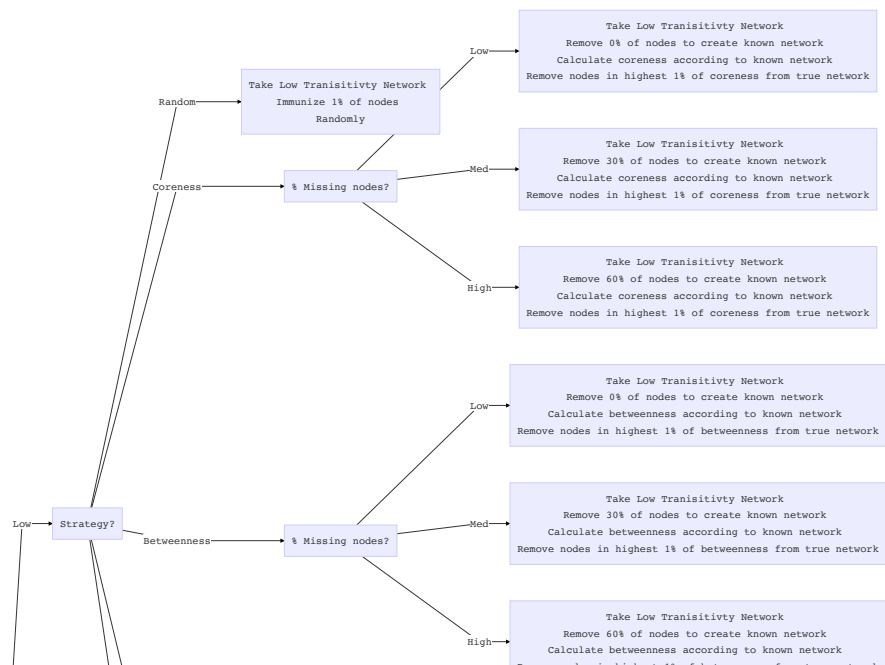 Take Low Tranisitivty Network
Remove 0% of nodes to create known network
Calculate coreness according to known network
Remove nodes in highest 1% of coreness from true network
Low
Take Low Tranisitivty Network
Immunize 1% of nodes
Randomly
Random
Take Low Tranisitivty Network
Remove 30% of nodes to create known network
Calculate coreness according to known network
Remove nodes in highest 1% of coreness from true network
Med
Coreness
% Missing nodes?
Take Low Tranisitivty Network
Remove 60% of nodes to create known network
Calculate coreness according to known network
Remove nodes in highest 1% of coreness from true network
High
Take Low Tranisitivty Network
Remove 0% of nodes to create known network
Calculate betweenness according to known network
Remove nodes in highest 1% of betweenness from true network
Low
Low
Strategy?
Betweenness
% Missing nodes?
Take Low Tranisitivty Network
Remove 30% of nodes to create known network
Calculate betweenness according to known network
Remove nodes in highest 1% of betweenness from true network
Med
Take Low Tranisitivty Network
Remove 60% of nodes to create known network
Calculate betweenness according to known network
High